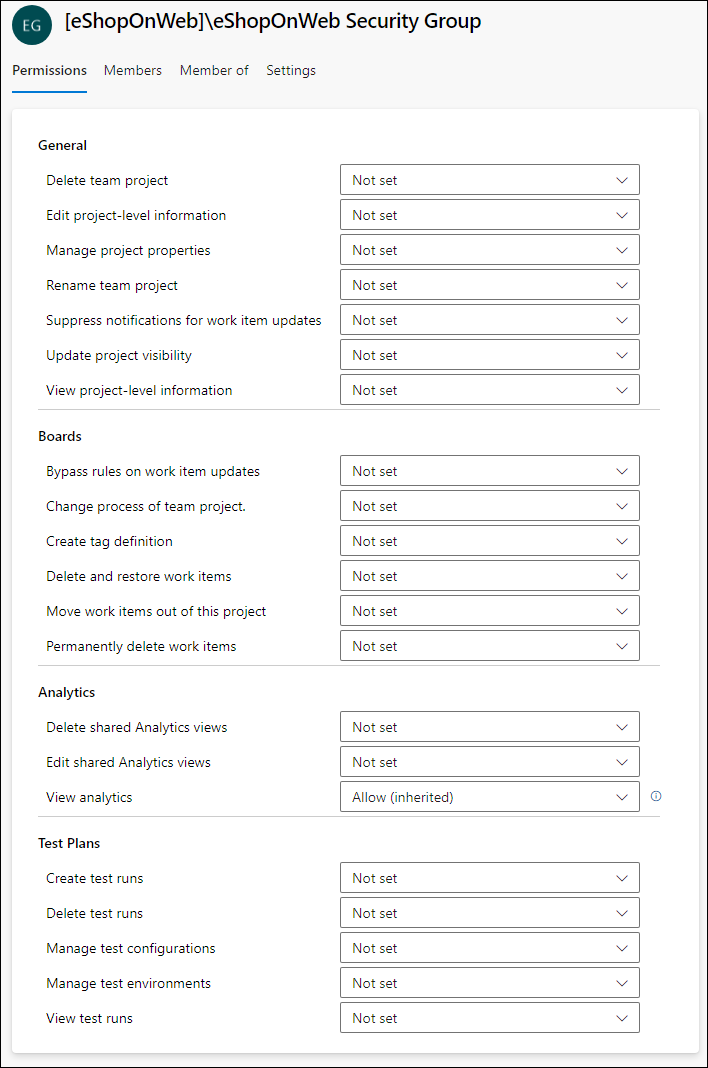 EG
[eShopOnWeb]\eShopOnWeb Security Group
Permissions Members Member of Settings
General
Delete team project Not set
Edit project-level information Not set
Manage project properties Not set
Rename team project Not set
Suppress notifications for work item updates Not set
Update project visibility Not set
View project-level information Not set
Boards
Bypass rules on work item updates Not set
Change process of team project. Not set
Create tag definition Not set
Delete and restore work items Not set
Move work items out of this project Not set
Permanently delete work items Not set
Analytics
Delete shared Analytics views Not set
Edit shared Analytics views Not set
View analytics Allow (inherited)
Test Plans
Create test runs Not set
Delete test runs Not set
Manage test configurations Not set
Manage test environments Not set
View test runs Not set